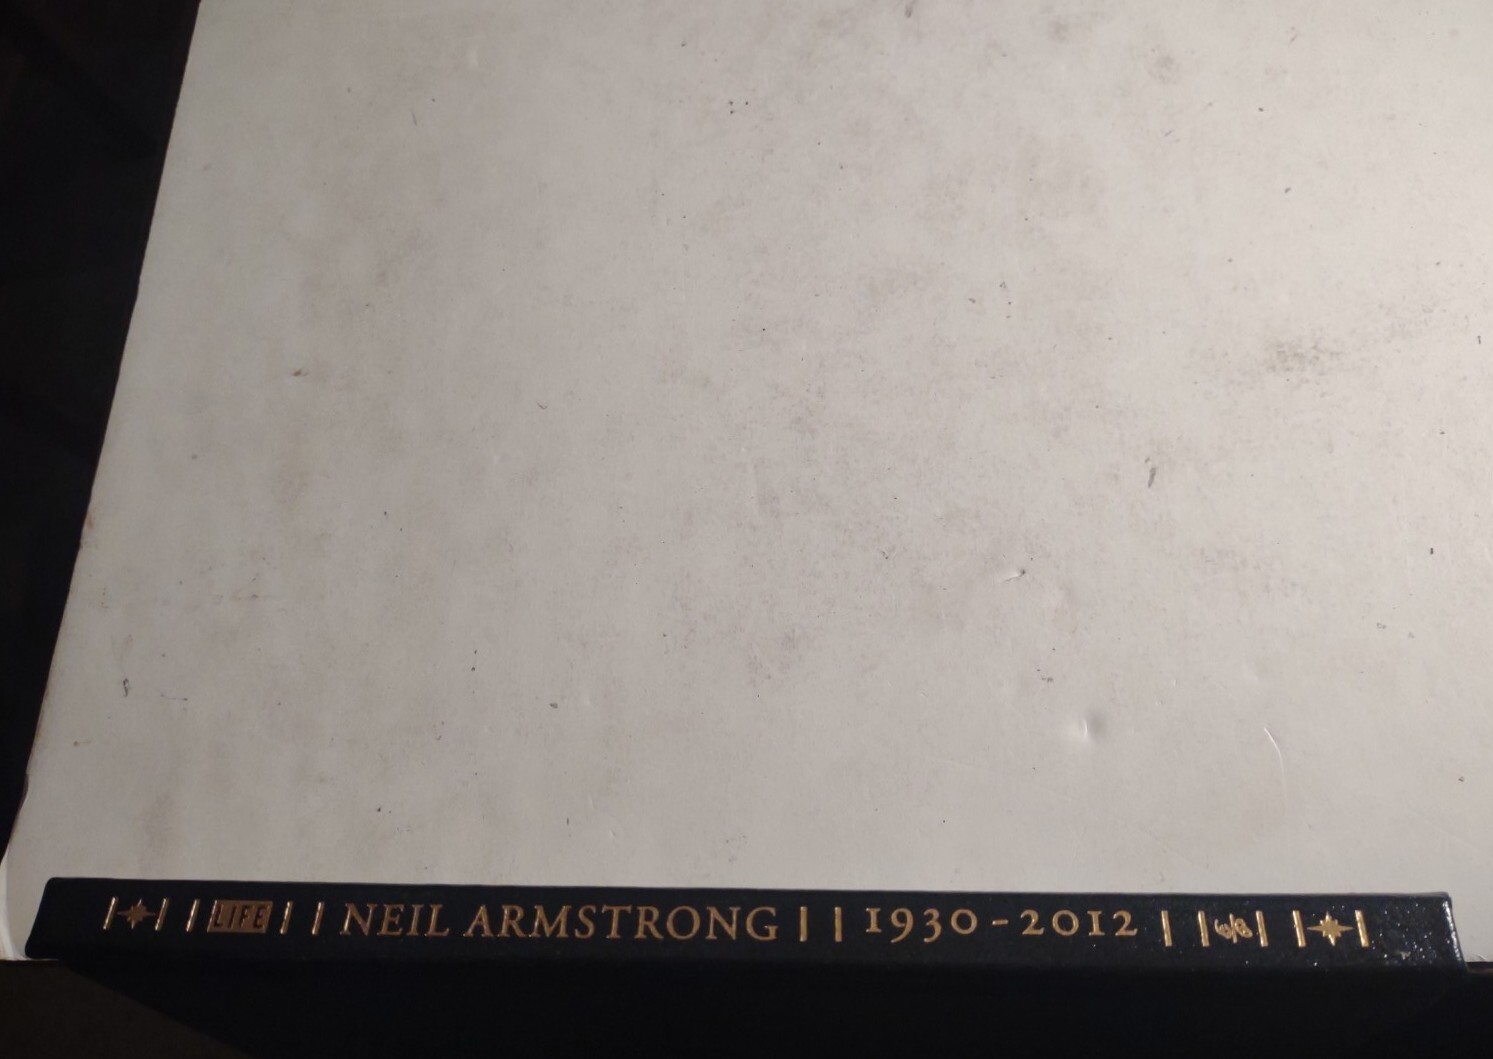 LIFE NEIL ARMSTRONG 1930-2012